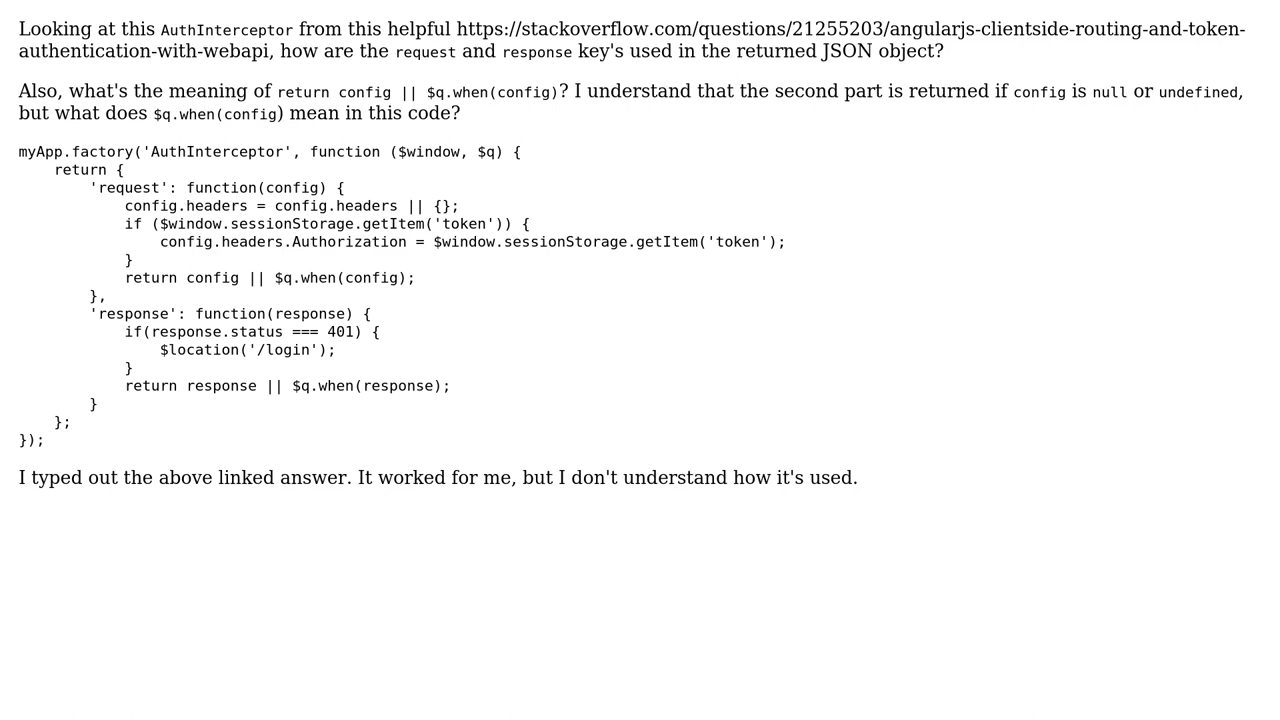 Looking at this AuthInterceptor from this helpful https://stackoverflow.com/questions/21255203/angularjs-clientside-routing-and-token-
authentication-with-webapi, how are the request and response key's used in the returned JSON object?
Also, what's the meaning of return config || $q.when(config)? I understand that the second part is returned if config is null or undefined,
but what does $q.when(config) mean in this code?
myApp.factory('AuthInterceptor', function ($window, $q) {
    return {
        'request': function(config) {
            config.headers = config.headers || {};
            if ($window.sessionStorage.getItem('token')) {
                config.headers.Authorization = $window.sessionStorage.getItem('token');
            }
            return config || $q.when(config);
        },
        'response': function(response) {
            if(response.status === 401) {
                $location('/login');
            }
            return response || $q.when(response);
        }
    };
});
I typed out the above linked answer. It worked for me, but I don't understand how it's used.